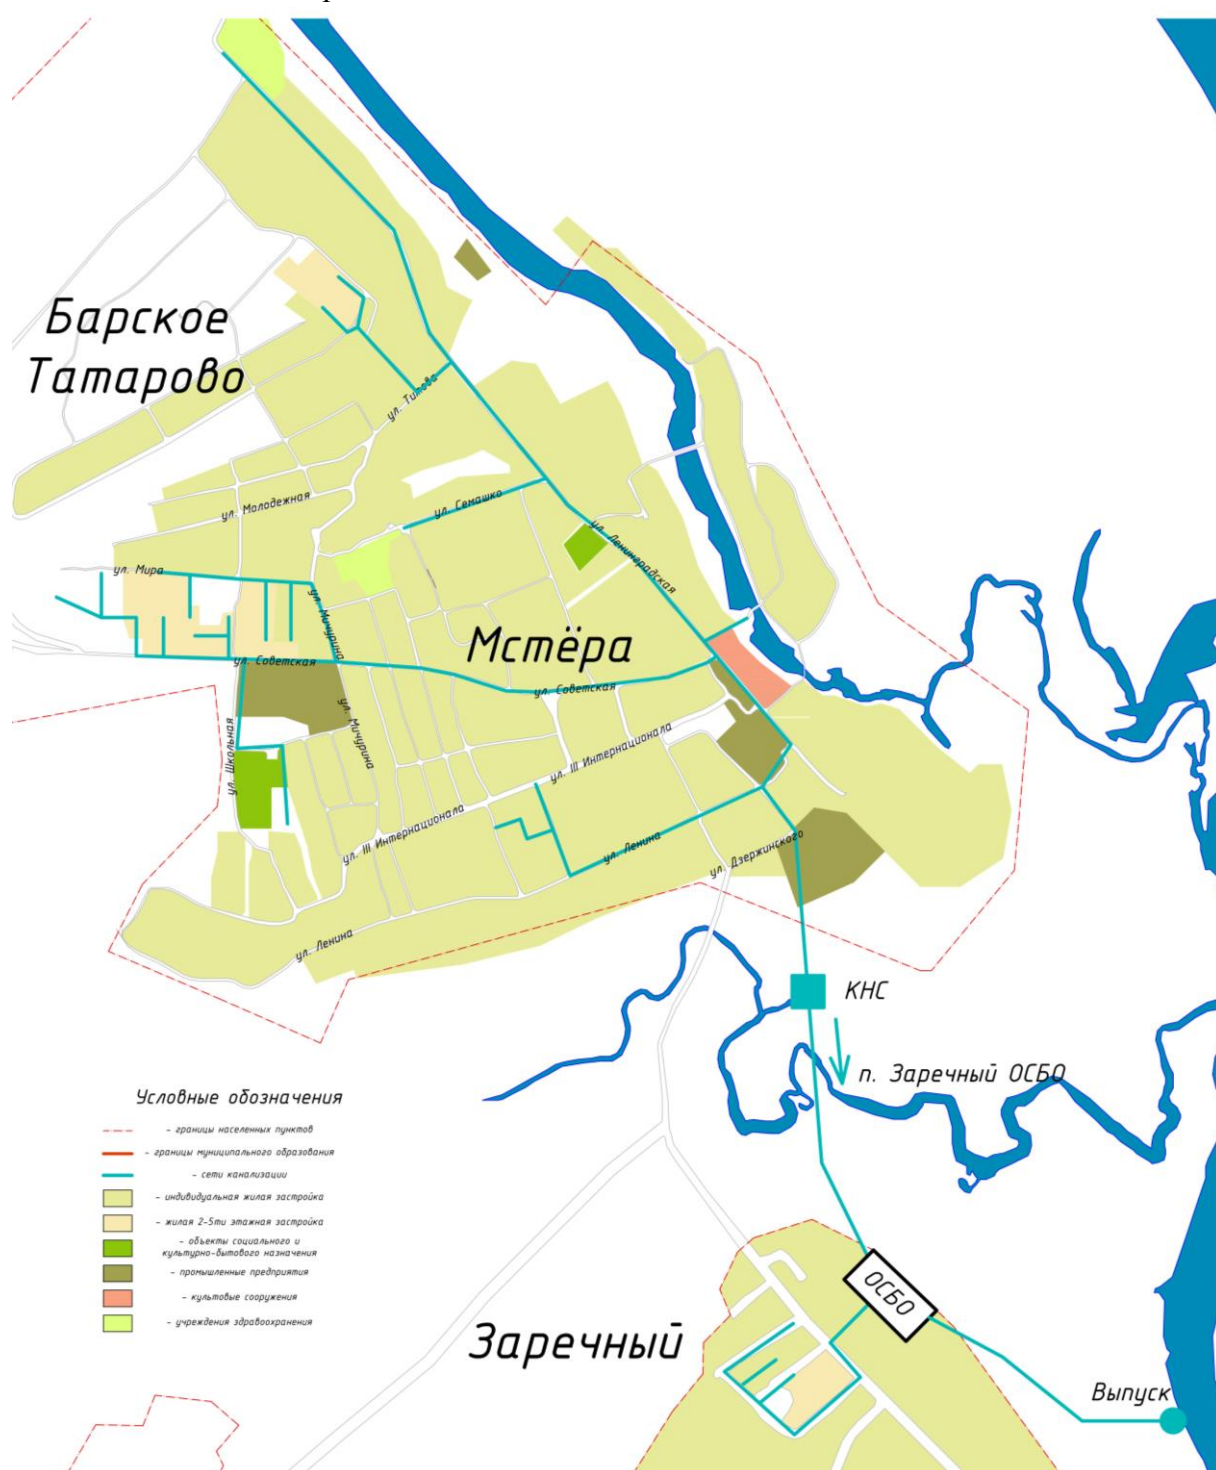 Барское
Татарово
ул. Титова
ул. Семашко
ул. Молодежная
ул. Ленинградская
ул. Мира
ул. Мичурина
Мстёра
ул. Советская
ул. Советская
ул. Мичурина
ул. Школьная
ул. III Интернационала
ул. III Интернационала
ул. Ленина
ул. Дзержинского
ул. Ленина
КНС
п. Заречный ОСБО
Условные обозначения
- границы населенных пунктов
- границы муниципального образования
- сети канализации
- индивидуальная жилая застройка
- жилая 2-5ти этажная застройка
- объекты социального и
культурно-бытового назначения
- промышленные предприятия
- культовые сооружения
- учреждения здравоохранения
ОСБО
Заречный
Выпуск